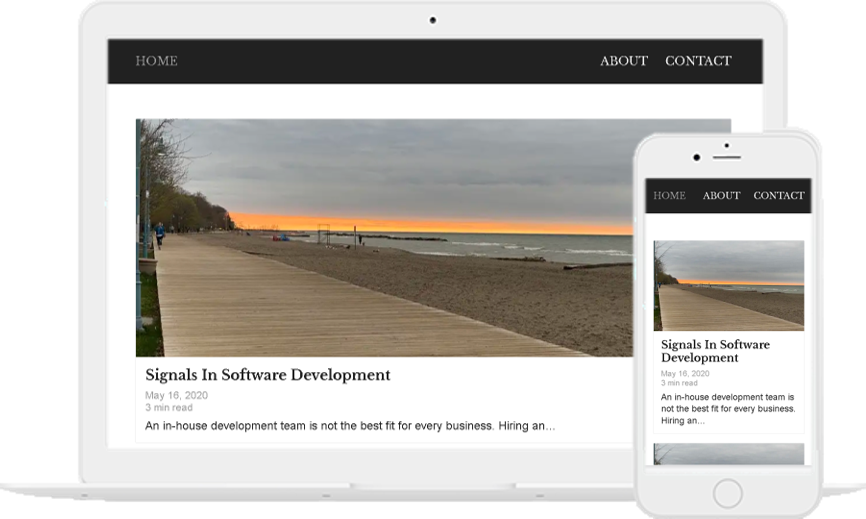 HOME ABOUT CONTACT
Signals In Software Development
May 16, 2020
3 min read
An in-house development team is not the best fit for every business. Hiring an...
HOME ABOUT CONTACT
Signals In Software
Development
May 16, 2020
3 min read
An in-house development team is
not the best fit for every business.
Hiring an...